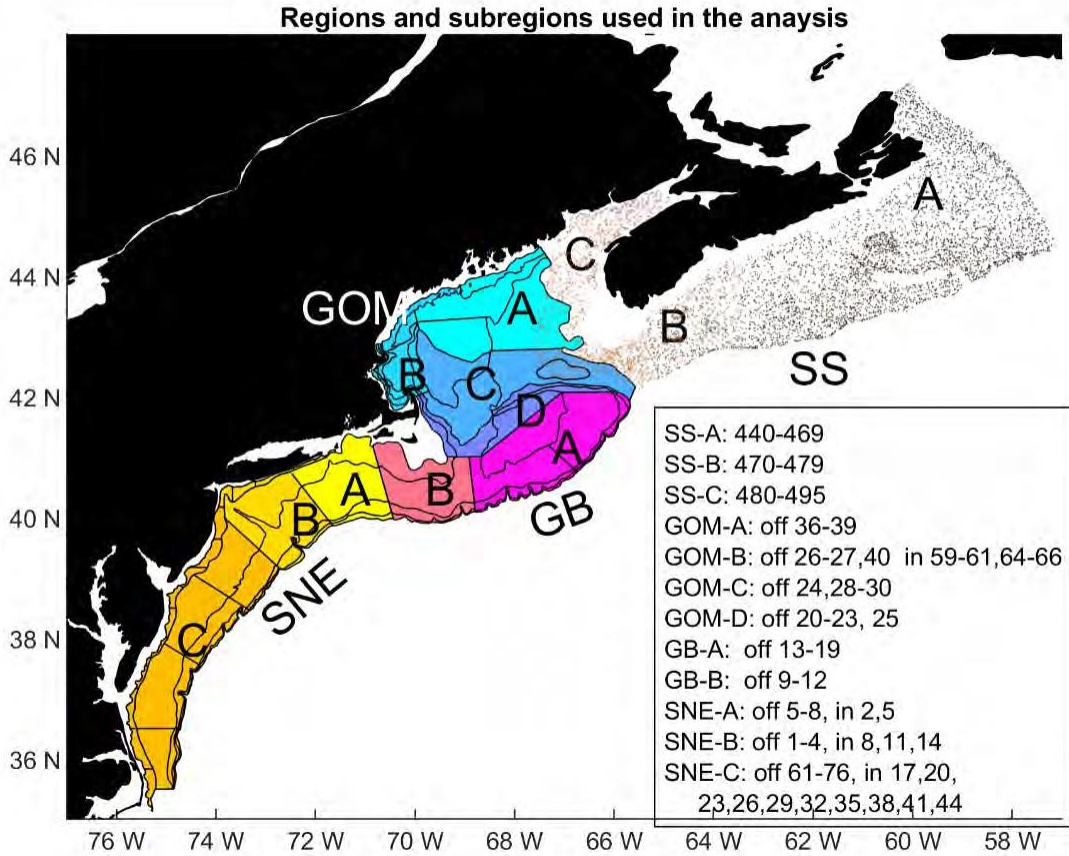 Regions and subregions used in the anaysis
46 N
44 N
42 N
40 N
38 N
36 N
A
C
GOM
A
B
B
C
SS
D
A
A
B
B
GB
SNE
C
SS-A: 440-469
SS-B: 470-479
SS-C: 480-495
GOM-A: off 36-39
GOM-B: off 26-27,40 in 59-61,64-66
GOM-C: off 24,28-30
GOM-D: off 20-23, 25
GB-A: off 13-19
GB-B: off 9-12
SNE-A: off 5-8, in 2,5
SNE-B: off 1-4, in 8,11,14
SNE-C: off 61-76, in 17,20,
23,26,29,32,35,38,41,44
76 W 74 W 72 W 70 W 68 W 66 W 64 W 62 W 60 W 58 W